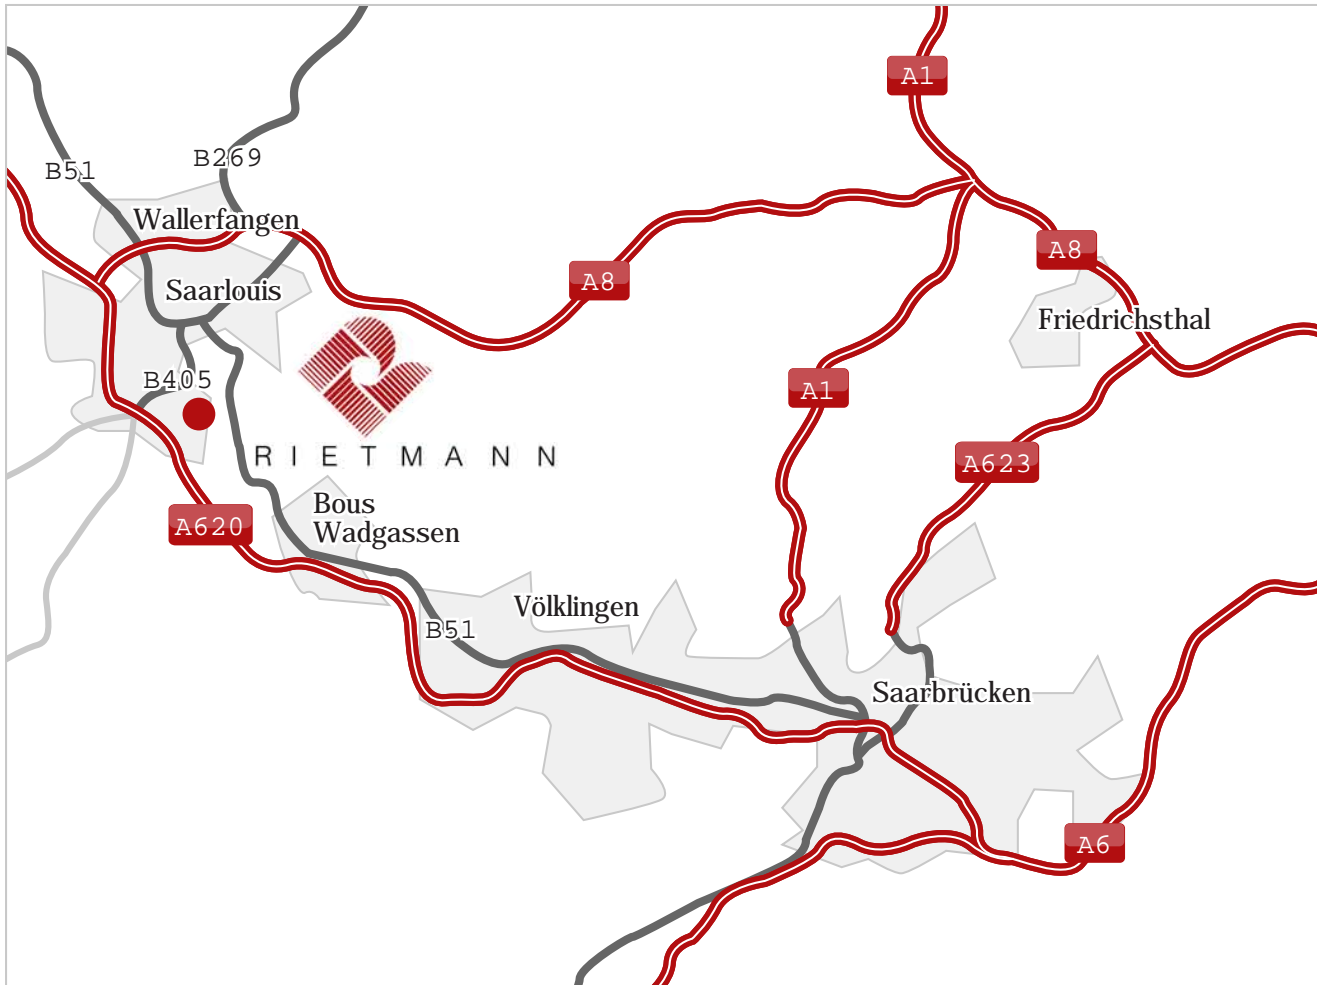 A1
B269
B51
Wallerfangen
A8
A8
Saarlouis
Friedrichsthal
B405
A1
RIETMANN
A623
Bous
Wadgassen
A620
Völklingen
B51
Saarbrücken
A6